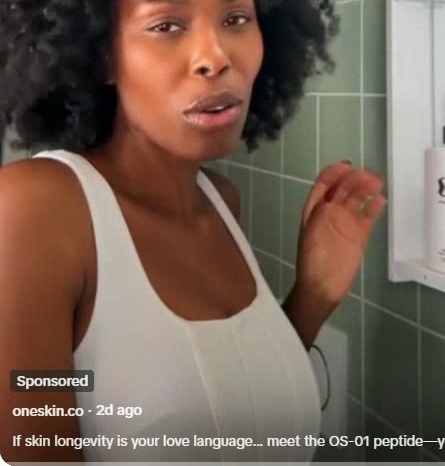 Sponsored
oneskin.co · 2d ago
If skin longevity is your love language... meet the OS-01 peptide—y